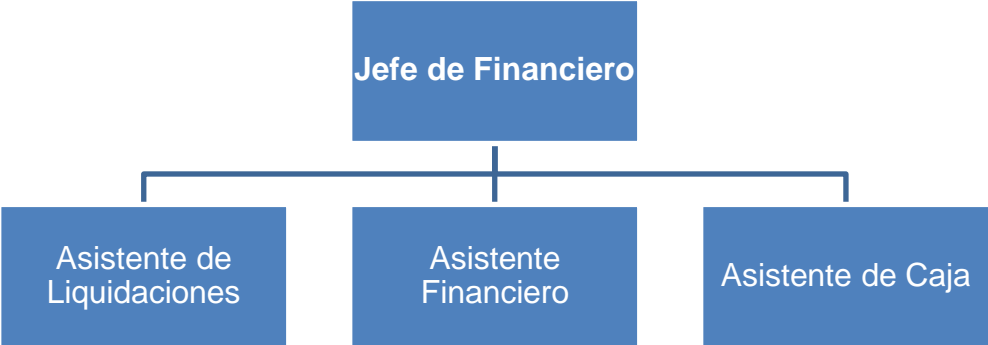 Jefe de Financiero
Asistente de
Liquidaciones
Asistente
Financiero
Asistente de Caja